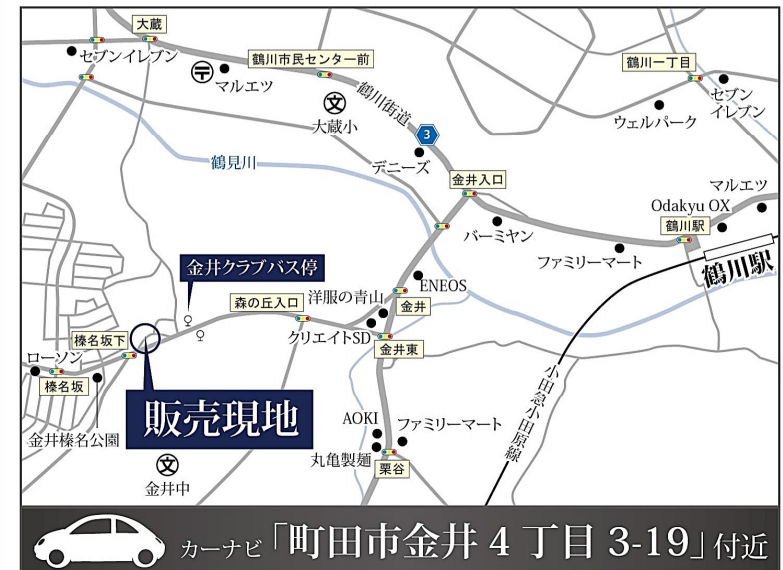 大蔵
セブンイレブン
〒
マルエツ
鶴川市民センター前
文
大蔵小
鶴川街道
3
デニーズ
鶴川一丁目
セブン
イレブン
ウェルパーク
鶴見川
金井入口
マルエツ
Odakyu OX
鶴川駅
バーミヤン
ファミリーマート
鶴川駅
金井クラブバス停
ENEOS
森の丘入口
洋服の青山
金井
クリエイトSD
金井東
榛名坂下
ローソン
榛名坂
販売現地
金井榛名公園
文
金井中
AOKI
ファミリーマート
丸亀製麺
栗谷
小田急小田原線
カーナビ「町田市金井4丁目3-19」付近